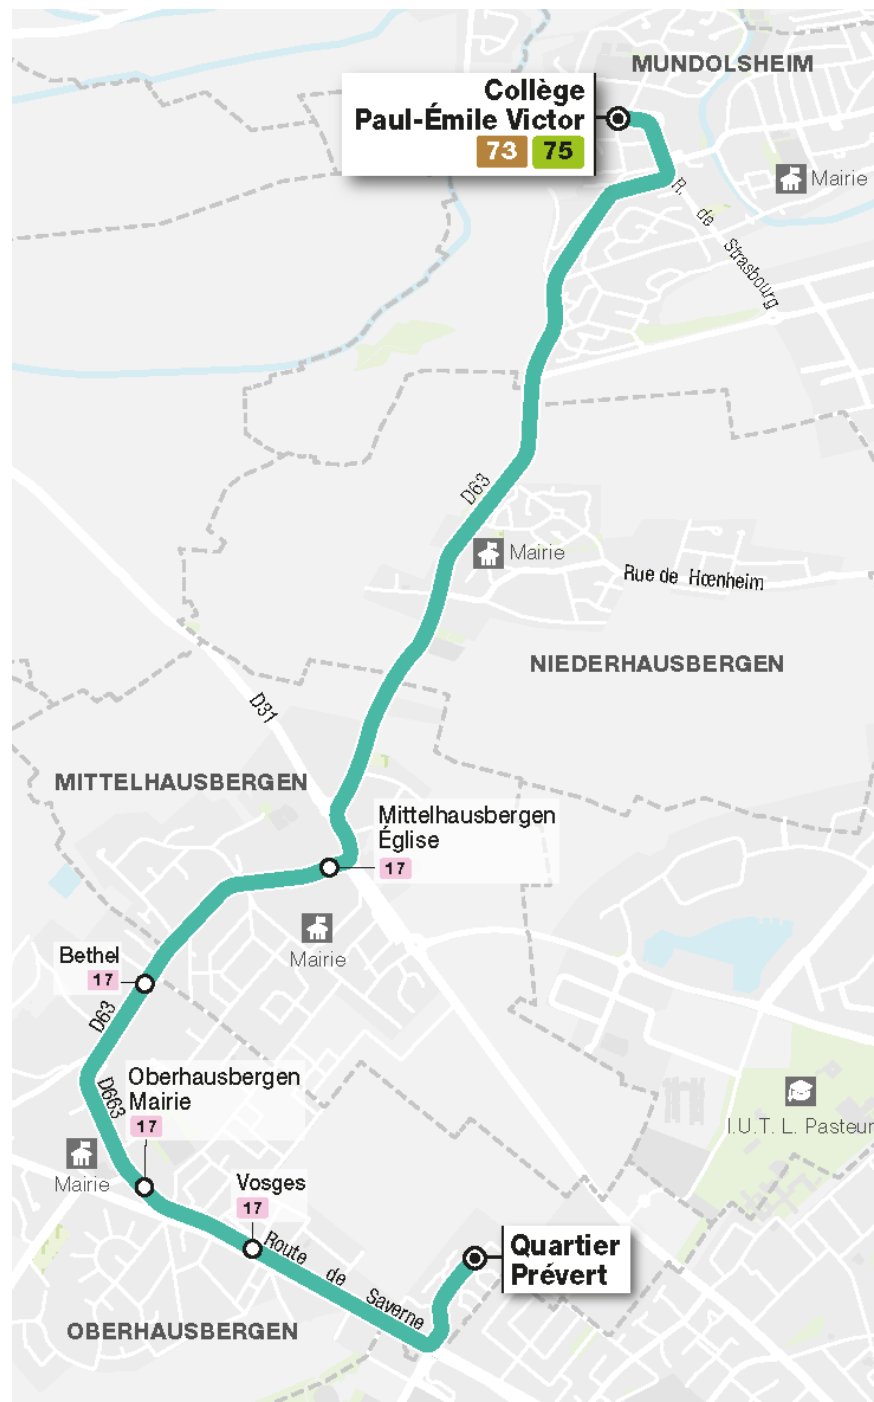 MUNDOLSHEIM
Collège
Paul-Émile Victor
73 75
Mairie
R. de Strasbourg
D63
Mairie
Rue de Hœnheim
NIEDERHAUSBERGEN
D31
MITTELHAUSBERGEN
Mittelhausbergen
Église
17
Mairie
Bethel
17
D63
Oberhausbergen
Mairie
17
D663
I.U.T. L. Pasteur
Mairie
Vosges
17
Route de Saverne
Quartier
Prévert
OBERHAUSBERGEN